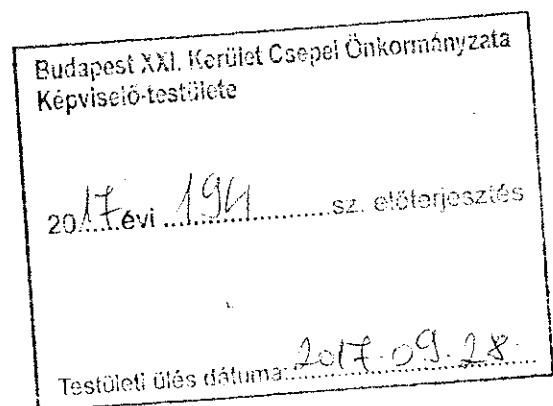 Budapest XXI. Kerület Csepel Önkormányzata
Képviselő-testülete
2017 évi 194 sz. előterjesztés
Testületi ülés dátuma: 2017.09.28.